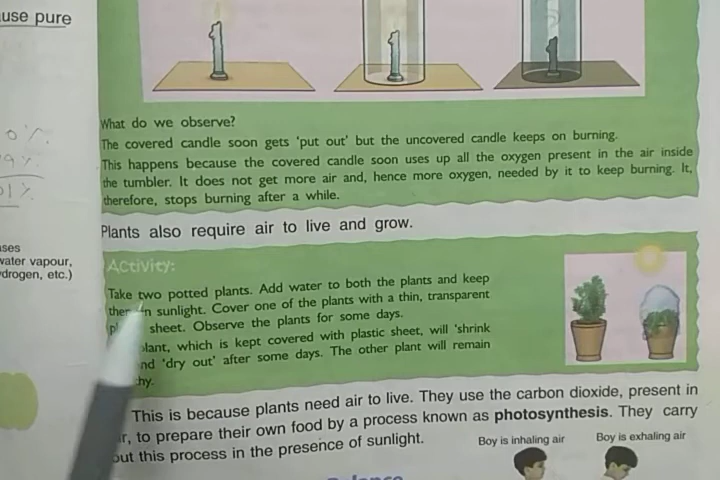 use pure
What do we observe?
The covered candle soon gets 'put out' but the uncovered candle keeps on burning.
This happens because the covered candle soon uses up all the oxygen present in the air inside
the tumbler. It does not get more air and, hence more oxygen, needed by it to keep burning. It,
therefore, stops burning after a while.
Plants also require air to live and grow.
ses
water vapour,
drogen, etc.)
Activity:
Take two potted plants. Add water to both the plants and keep
in sunlight. Cover one of the plants with a thin, transparent
sheet. Observe the plants for some days.
plant, which is kept covered with plastic sheet, will 'shrink
nd 'dry out' after some days. The other plant will remain
hy.
This is because plants need air to live. They use the carbon dioxide, present in
ir, to prepare their own food by a process known as photosynthesis. They carry
out this process in the presence of sunlight.
Boy is inhaling air
Boy is exhaling air